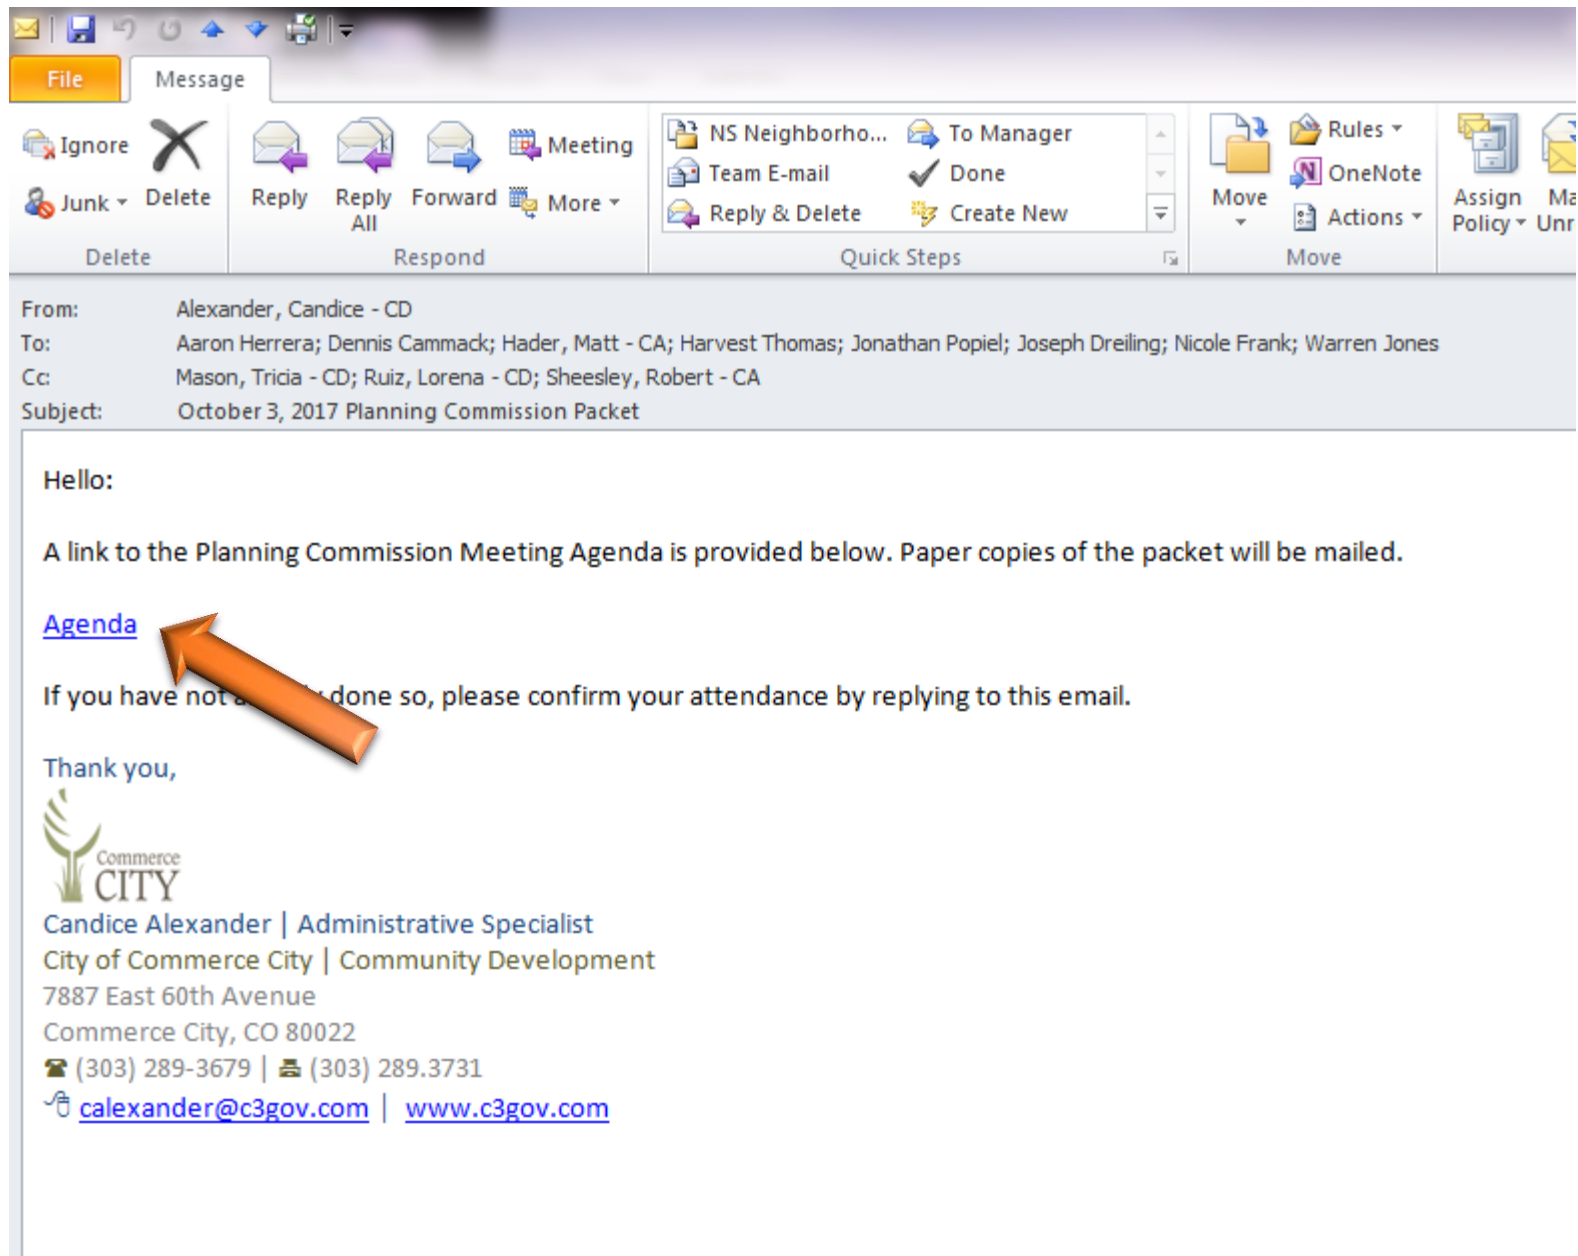 File Message
Ignore
Junk
Delete
Delete
Reply
Reply All
Forward
Meeting
More
Respond
NS Neighborho... To Manager
Team E-mail Done
Reply & Delete Create New
Quick Steps
Move
Rules
OneNote
Actions
Move
Assign Policy
From: Alexander, Candice - CD
To: Aaron Herrera; Dennis Cammack; Hader, Matt - CA; Harvest Thomas; Jonathan Popiel; Joseph Dreiling; Nicole Frank; Warren Jones
Cc: Mason, Tricia - CD; Ruiz, Lorena - CD; Sheesley, Robert - CA
Subject: October 3, 2017 Planning Commission Packet
Hello:
A link to the Planning Commission Meeting Agenda is provided below. Paper copies of the packet will be mailed.
Agenda
If you have not done so, please confirm your attendance by replying to this email.
Thank you,
Commerce
CITY
Candice Alexander | Administrative Specialist
City of Commerce City | Community Development
7887 East 60th Avenue
Commerce City, CO 80022
(303) 289-3679 | (303) 289.3731
calexander@c3gov.com | www.c3gov.com